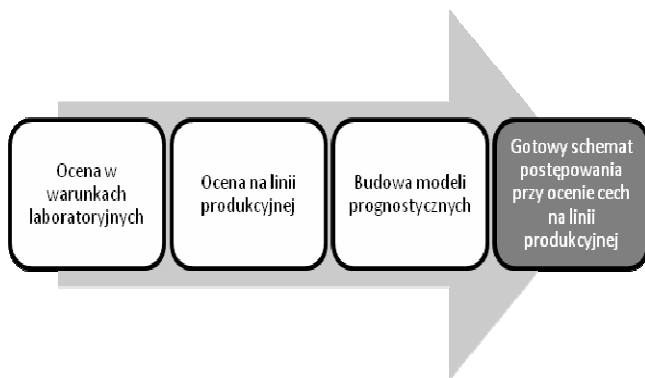 Ocena w
warunkach
laboratoryjnych
Ocena na linii
produkcyjnej
Budowa modeli
prognostycznych
Gotowy schemat
postępowania
przy ocenie cech
na linii
produkcyjnej